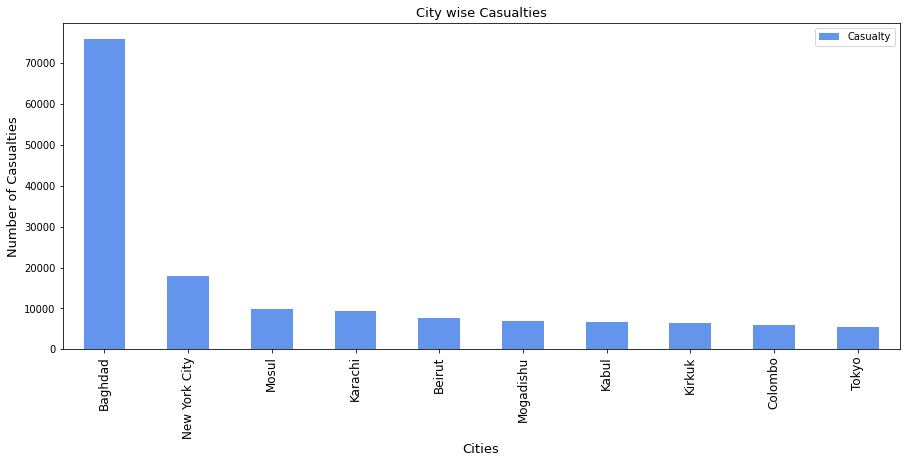 City wise Casualties
Casualty
Number of Casualties
70000
60000
50000
40000
30000
20000
10000
0
Baghdad
New York City
Mosul
Karachi
Beirut
Mogadishu
Kabul
Kirkuk
Colombo
Tokyo
Cities